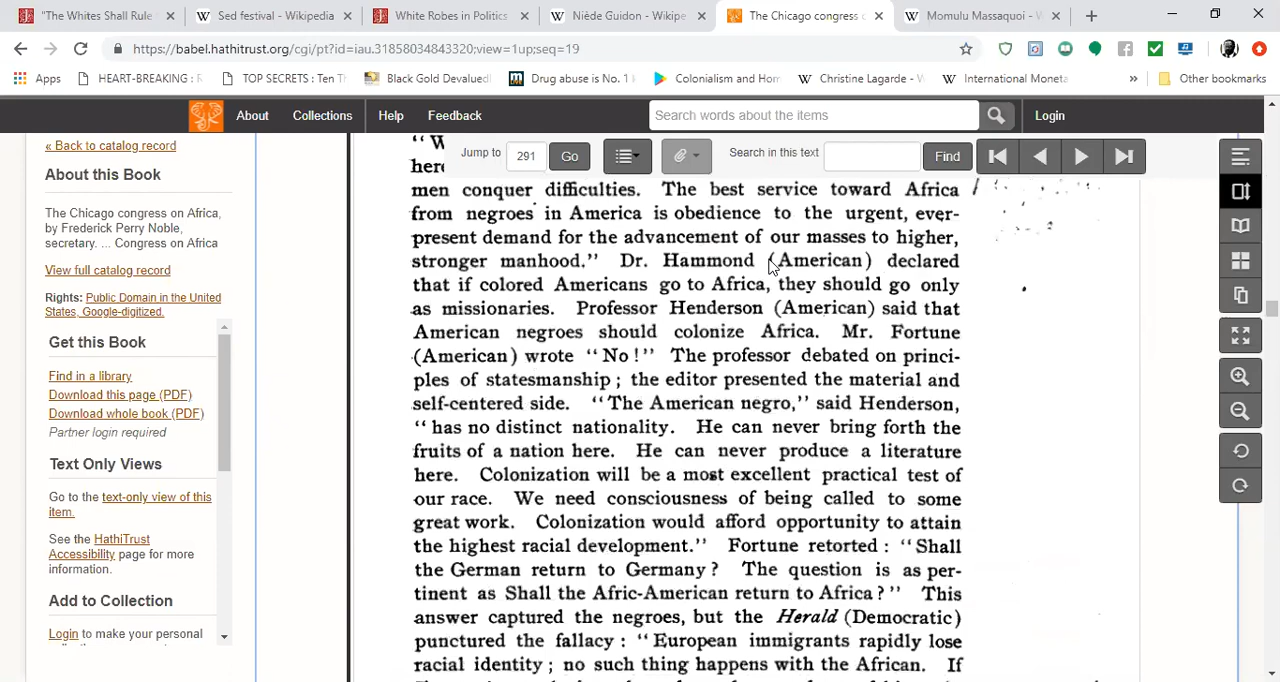 "The Whites Shall Rule
Sed festival - Wikipedia
White Robes in Politics
Niède Guidon - Wikipe
The Chicago congress o
Momulu Massaquoi - W
https://babel.hathitrust.org/cgi/pt?id=iau.31858034843320;view=1up;seq=19
Apps
HEART-BREAKING : R
TOP SECRETS : Ten Th
Black Gold Devalued
Drug abuse is No. 1
Colonialism and Hom
Christine Lagarde - W
International Moneta
»
Other bookmarks
About
Collections
Help
Feedback
Search words about the items
Login
« Back to catalog record
About this Book
The Chicago congress on Africa,
by Frederick Perry Noble,
secretary. ... Congress on Africa
View full catalog record
Rights: Public Domain in the United
States, Google-digitized.
Get this Book
Find in a library
Download this page (PDF)
Download whole book (PDF)
Partner login required
Text Only Views
Go to the text-only view of this
item.
See the HathiTrust
Accessibility page for more
information.
Add to Collection
Login to make your personal
Jump to
291
Go
Search in this text
Find
"W
here
men conquer difficulties. The best service toward Africa
from negroes in America is obedience to the urgent, ever-
present demand for the advancement of our masses to higher,
stronger manhood." Dr. Hammond (American) declared
that if colored Americans go to Africa, they should go only
as missionaries. Professor Henderson (American) said that
American negroes should colonize Africa. Mr. Fortune
(American) wrote "No!" The professor debated on princi-
ples of statesmanship; the editor presented the material and
self-centered side. "The American negro," said Henderson,
"has no distinct nationality. He can never bring forth the
fruits of a nation here. He can never produce a literature
here. Colonization will be a most excellent practical test of
our race. We need consciousness of being called to some
great work. Colonization would afford opportunity to attain
the highest racial development." Fortune retorted: "Shall
the German return to Germany? The question is as per-
tinent as Shall the Afric-American return to Africa?" This
answer captured the negroes, but the Herald (Democratic)
punctured the fallacy: "European immigrants rapidly lose
racial identity; no such thing happens with the African. If